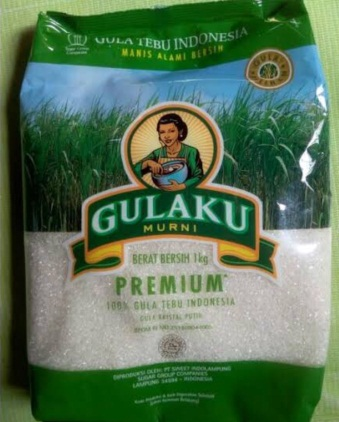 GULA TEBU INDONESIA
MANIS ALAMI BERSIH
GULAKU
MURNI
BERAT BERSIH 1kg
PREMIUM
100% GULA TEBU INDONESIA
GULA KRISTAL PUTIH
DIPRODUKSI OLEH: PT SWEET INDOLAMPUNG
SUGAR GROUP COMPANIES
LAMPUNG 34684 - INDONESIA